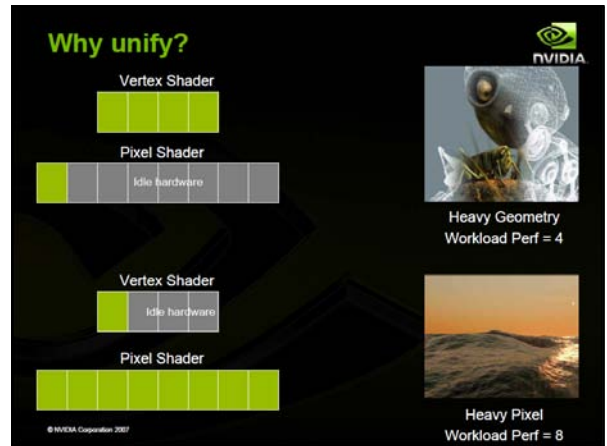 Why unify?
NVIDIA
Vertex Shader
Pixel Shader
Idle hardware
Heavy Geometry
Workload Perf = 4
Vertex Shader
Idle hardware
Pixel Shader
Heavy Pixel
Workload Perf = 8
© NVIDIA Corporation 2007